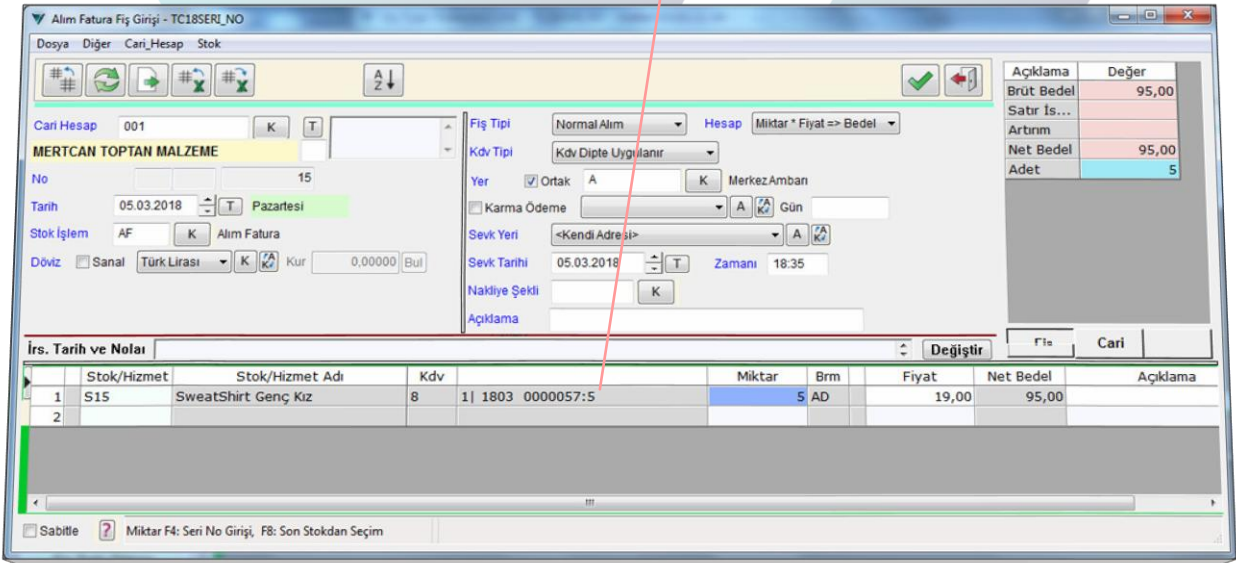 Alım Fatura Fiş Girişi - TC18SERI_NO
Dosya Diğer Cari_Hesap Stok
Açıklama Değer
Brüt Bedel 95,00
Satır İs...
Artırım
Net Bedel 95,00
Adet 5
Cari Hesap 001 K T
MERTCAN TOPTAN MALZEME
No 15
Tarih 05.03.2018 T Pazartesi
Stok İşlem AF K Alım Fatura
Döviz Sanal Türk Lirası K Kur 0,00000 Bul
Fiş Tipi Normal Alım Hesap Miktar * Fiyat => Bedel
Kdv Tipi Kdv Dipte Uygulanır
Yer Ortak A K Merkez Ambarı
Karma Ödeme A Gün
Sevk Yeri <Kendi Adresi> A
Sevk Tarihi 05.03.2018 T Zamanı 18:35
Nakliye Şekli K
Açıklama
Fiş Cari
İrs. Tarih ve Noları Değiştir
Stok/Hizmet Stok/Hizmet Adı Kdv Miktar Brm Fiyat Net Bedel Açıklama
1 S15 SweatShirt Genç Kız 8 1| 1803 0000057:5 5 AD 19,00 95,00
2
Sabitle ? Miktar F4: Seri No Girişi, F8: Son Stokdan Seçim